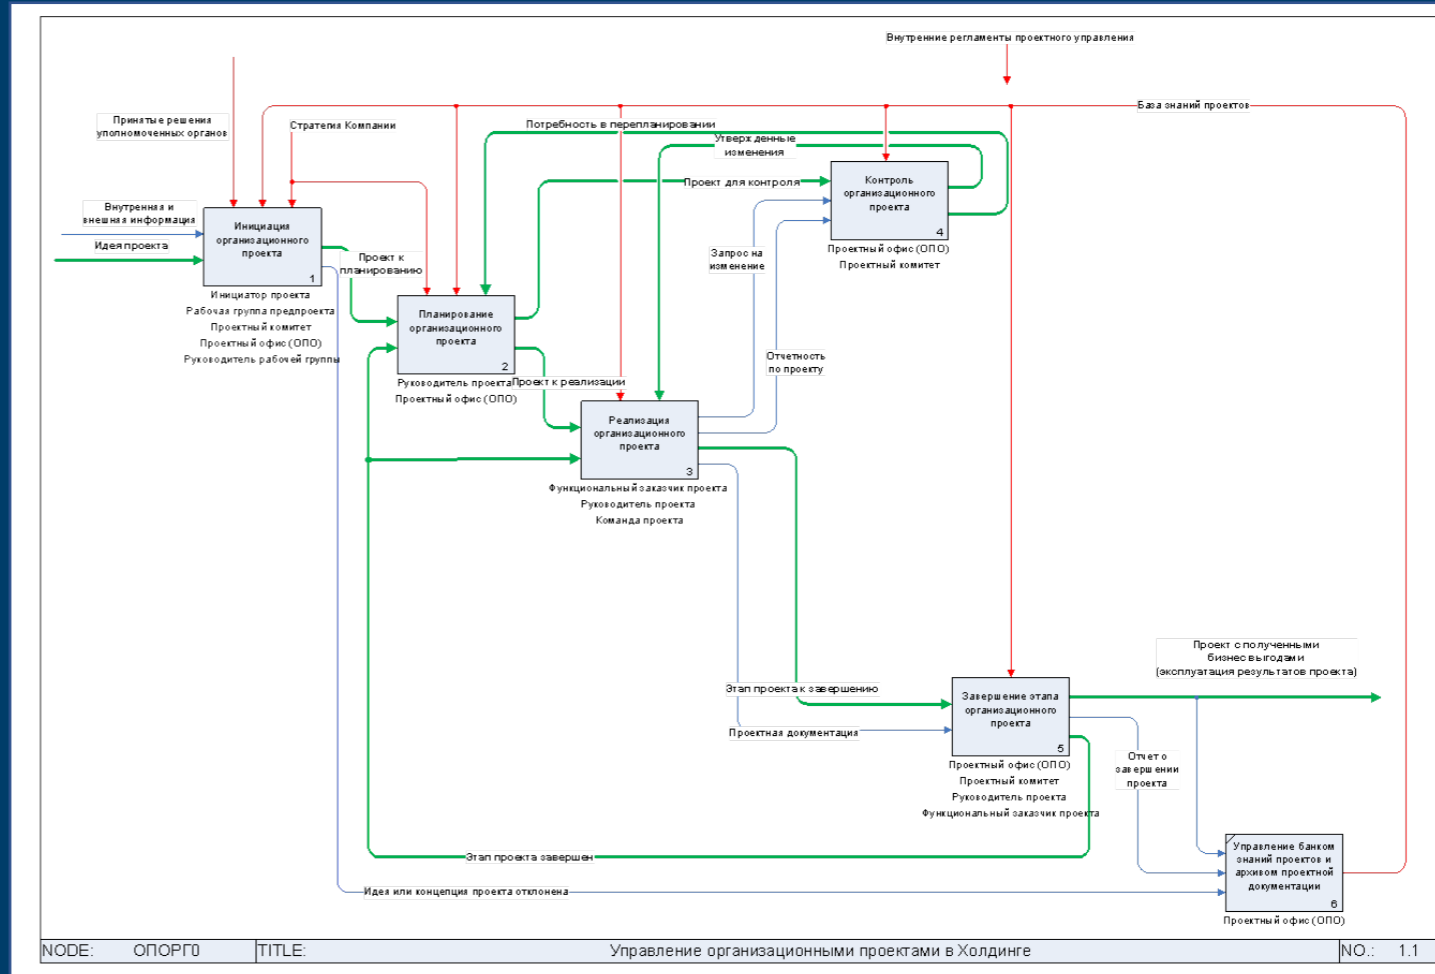 Внутренние регламенты проектного управления
База знаний проектов
Принятые решения
уполномоченных органов
Стратегия Компании
Потребность в перепланировании
Утвержденные
изменения
Проект для контроля
Контроль
организационного
проекта
4
Проектный офис (ОПО)
Проектный комитет
Внутренняя и
внешняя информация
Идея проекта
Инициация
организационного
проекта
1
Инициатор проекта
Рабочая группа предпроекта
Проектный комитет
Проектный офис (ОПО)
Руководитель рабочей группы
Проект к
планированию
Запрос на
изменение
Планирование
организационного
проекта
2
Руководитель проекта
Проектный офис (ОПО)
Проект к реализации
Отчетность
по проекту
Реализация
организационного
проекта
3
Функциональный заказчик проекта
Руководитель проекта
Команда проекта
Проект с полученными
бизнес выгодами
(эксплуатация результатов проекта)
Этап проекта к завершению
Проектная документация
Завершение этапа
организационного
проекта
5
Проектный офис (ОПО)
Проектный комитет
Руководитель проекта
Функциональный заказчик проекта
Отчет о
завершении
проекта
Этап проекта завершен
Идея или концепция проекта отклонена
Управление банком
знаний проектов и
архивом проектной
документации
6
Проектный офис (ОПО)
NODE: ОПОРГ0 TITLE: Управление организационными проектами в Холдинге NO.: 1.1